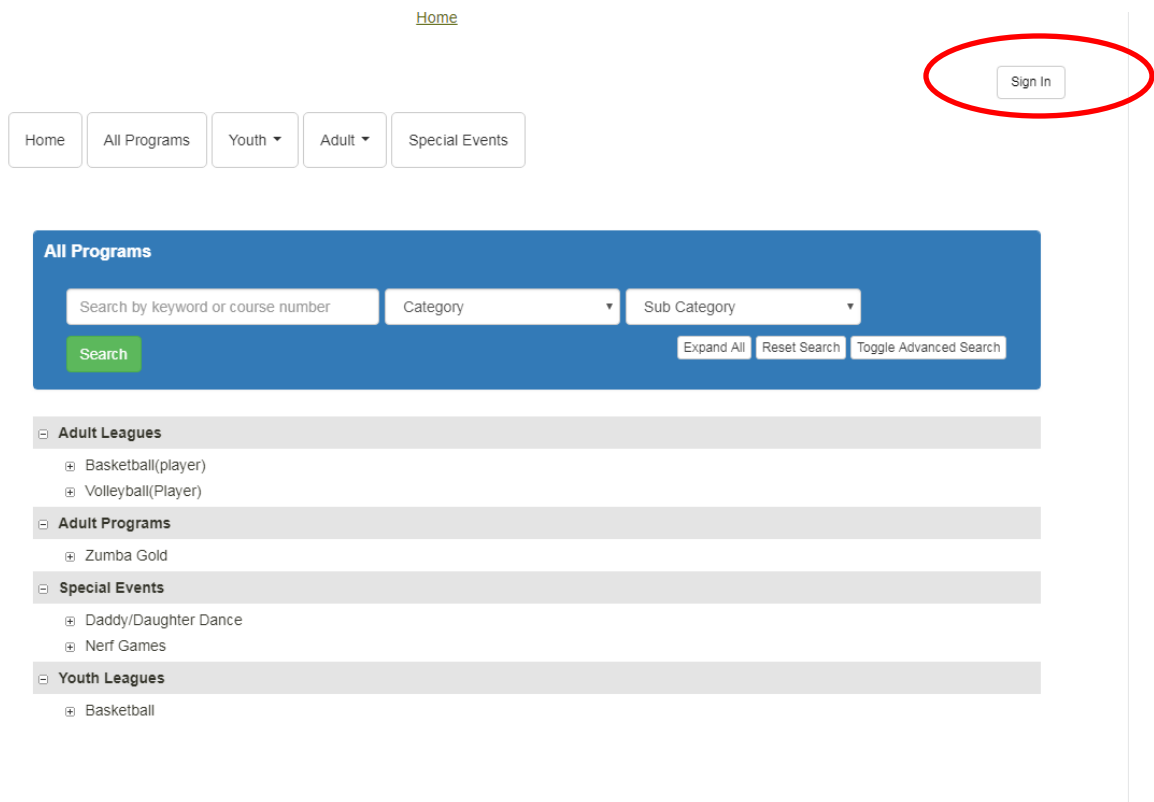 Home
Sign In
Home All Programs Youth Adult Special Events
All Programs
Search by keyword or course number Category Sub Category
Search Expand All Reset Search Toggle Advanced Search
Adult Leagues
Basketball(player)
Volleyball(Player)
Adult Programs
Zumba Gold
Special Events
Daddy/Daughter Dance
Nerf Games
Youth Leagues
Basketball